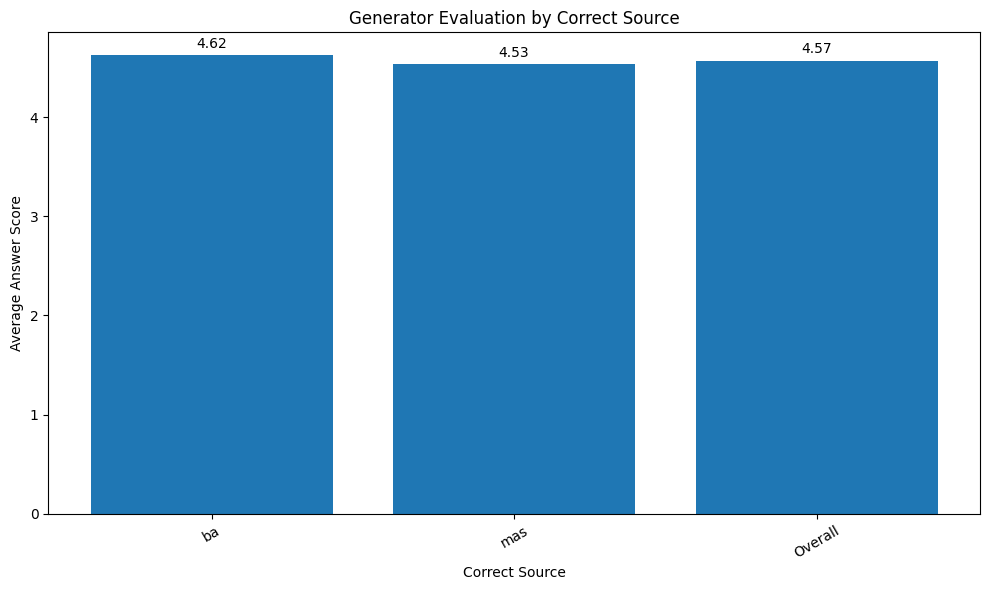 Generator Evaluation by Correct Source
4.62
4.53
4.57
Average Answer Score
4
3
2
1
0
ba
mas
Overall
Correct Source